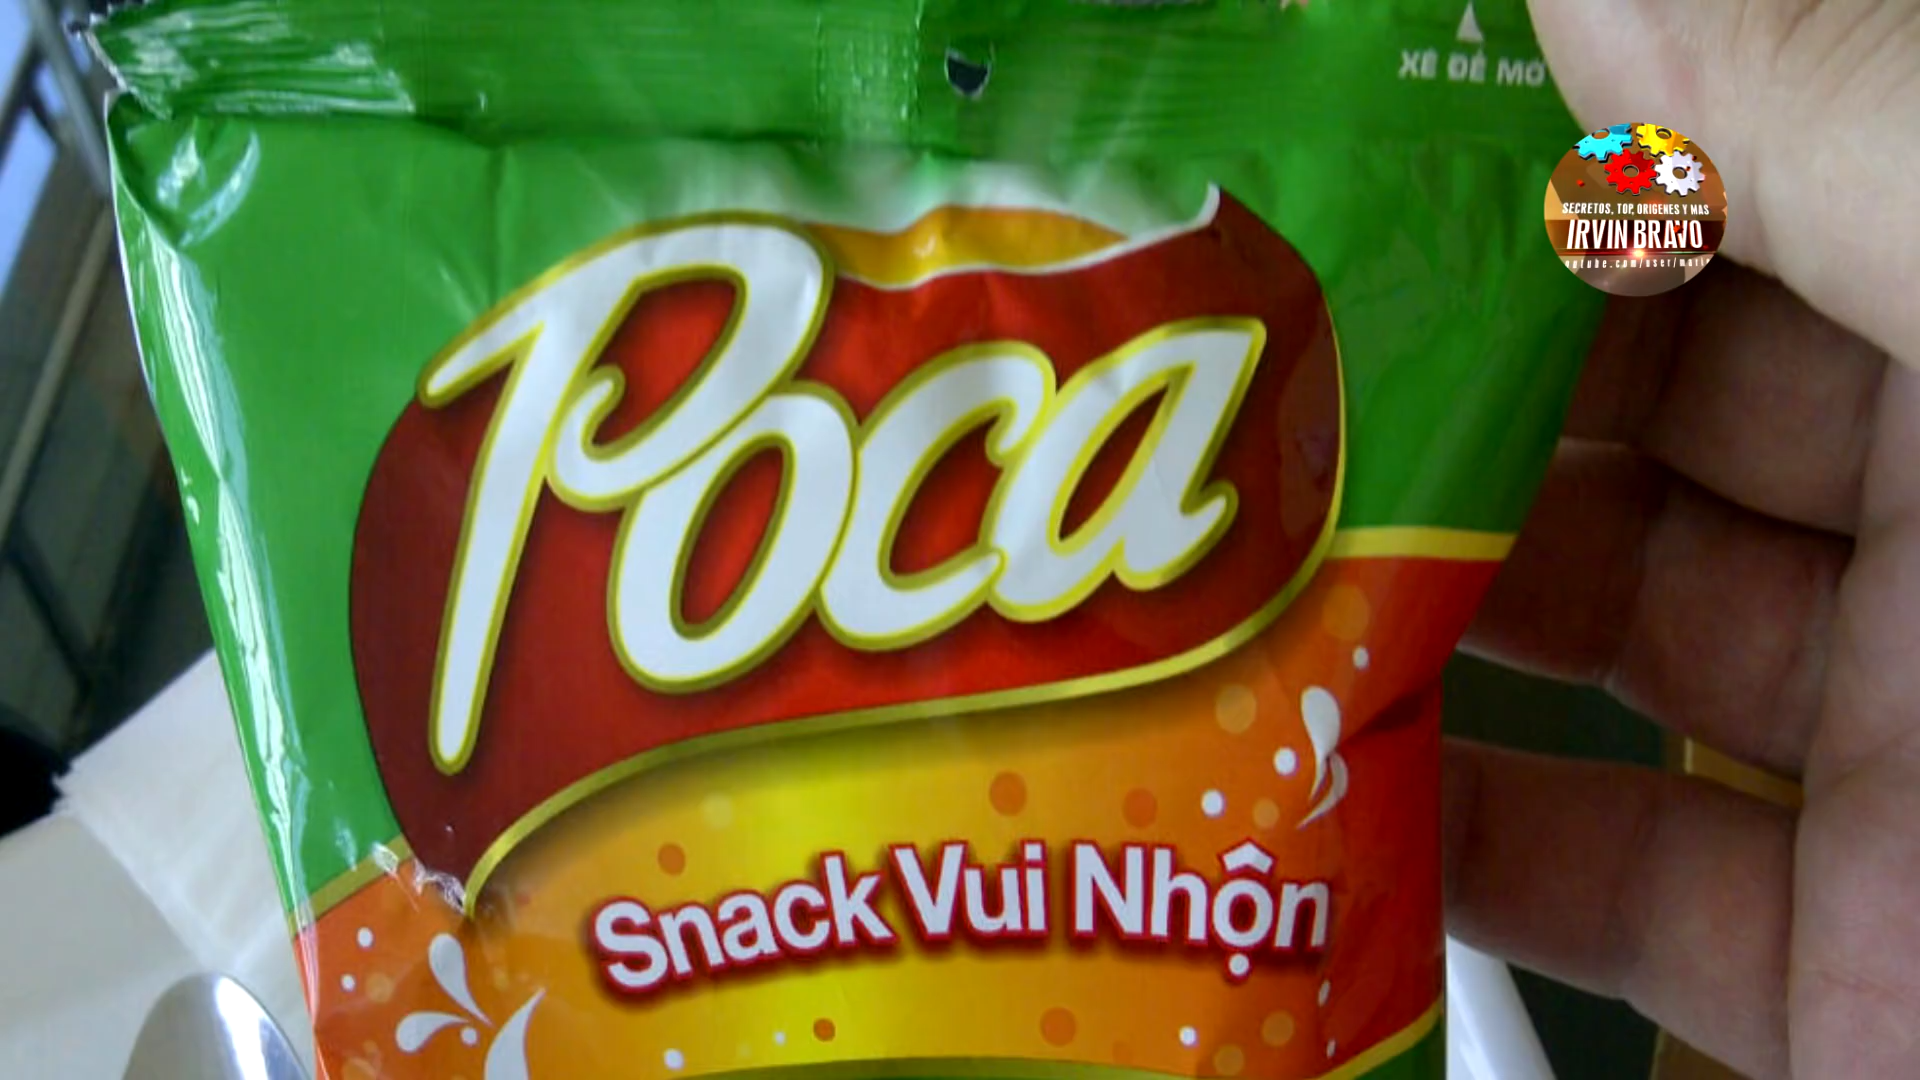 XÉ ĐỂ MỞ
SECRETOS, TOP, ORIGENES Y MAS
IRVIN BRAVO
Poca
Snack Vui Nhộn